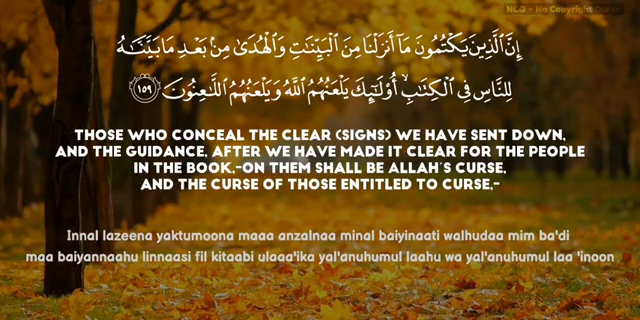 NCQ - No Copyright Quran
إِنَّ ٱلَّذِينَ يَكْتُمُونَ مَآ أَنزَلْنَا مِنَ ٱلْبَيِّنَٰتِ وَٱلْهُدَىٰ مِنۢ بَعْدِ مَا بَيَّنَّٰهُ
لِلنَّاسِ فِى ٱلْكِتَٰبِ ۙ أُو۟لَٰٓئِكَ يَلْعَنُهُمُ ٱللَّهُ وَيَلْعَنُهُمُ ٱللَّٰعِنُونَ ١٥٩
THOSE WHO CONCEAL THE CLEAR (SIGNS) WE HAVE SENT DOWN,
AND THE GUIDANCE, AFTER WE HAVE MADE IT CLEAR FOR THE PEOPLE
IN THE BOOK,-ON THEM SHALL BE ALLAH'S CURSE,
AND THE CURSE OF THOSE ENTITLED TO CURSE,-
Innal lazeena yaktumoona maaa anzalnaa minal baiyinaati walhudaa mim ba'di
maa baiyannaahu linnaasi fil kitaabi ulaaa'ika yal'anuhumul laahu wa yal'anuhumul laa 'inoon